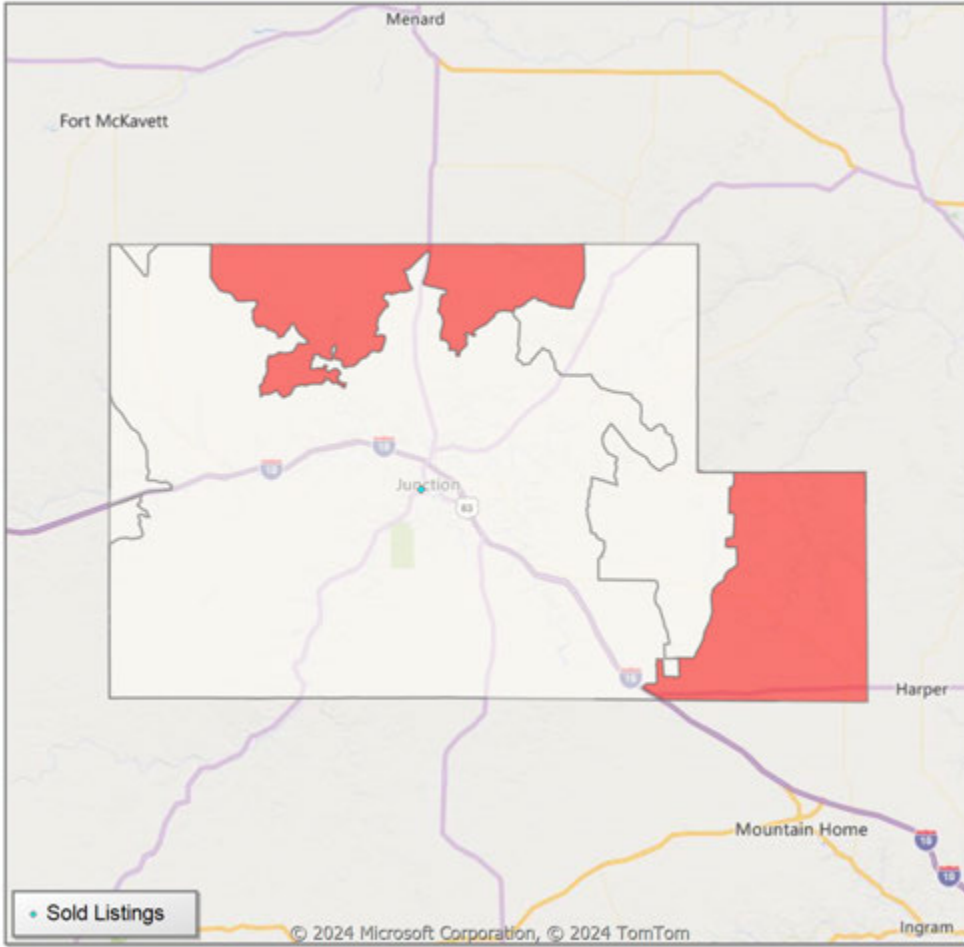 Menard
Fort McKavett
10
10
Junction
83
10
Harper
Mountain Home
10
10
Sold Listings
© 2024 Microsoft Corporation, © 2024 TomTom
Ingram